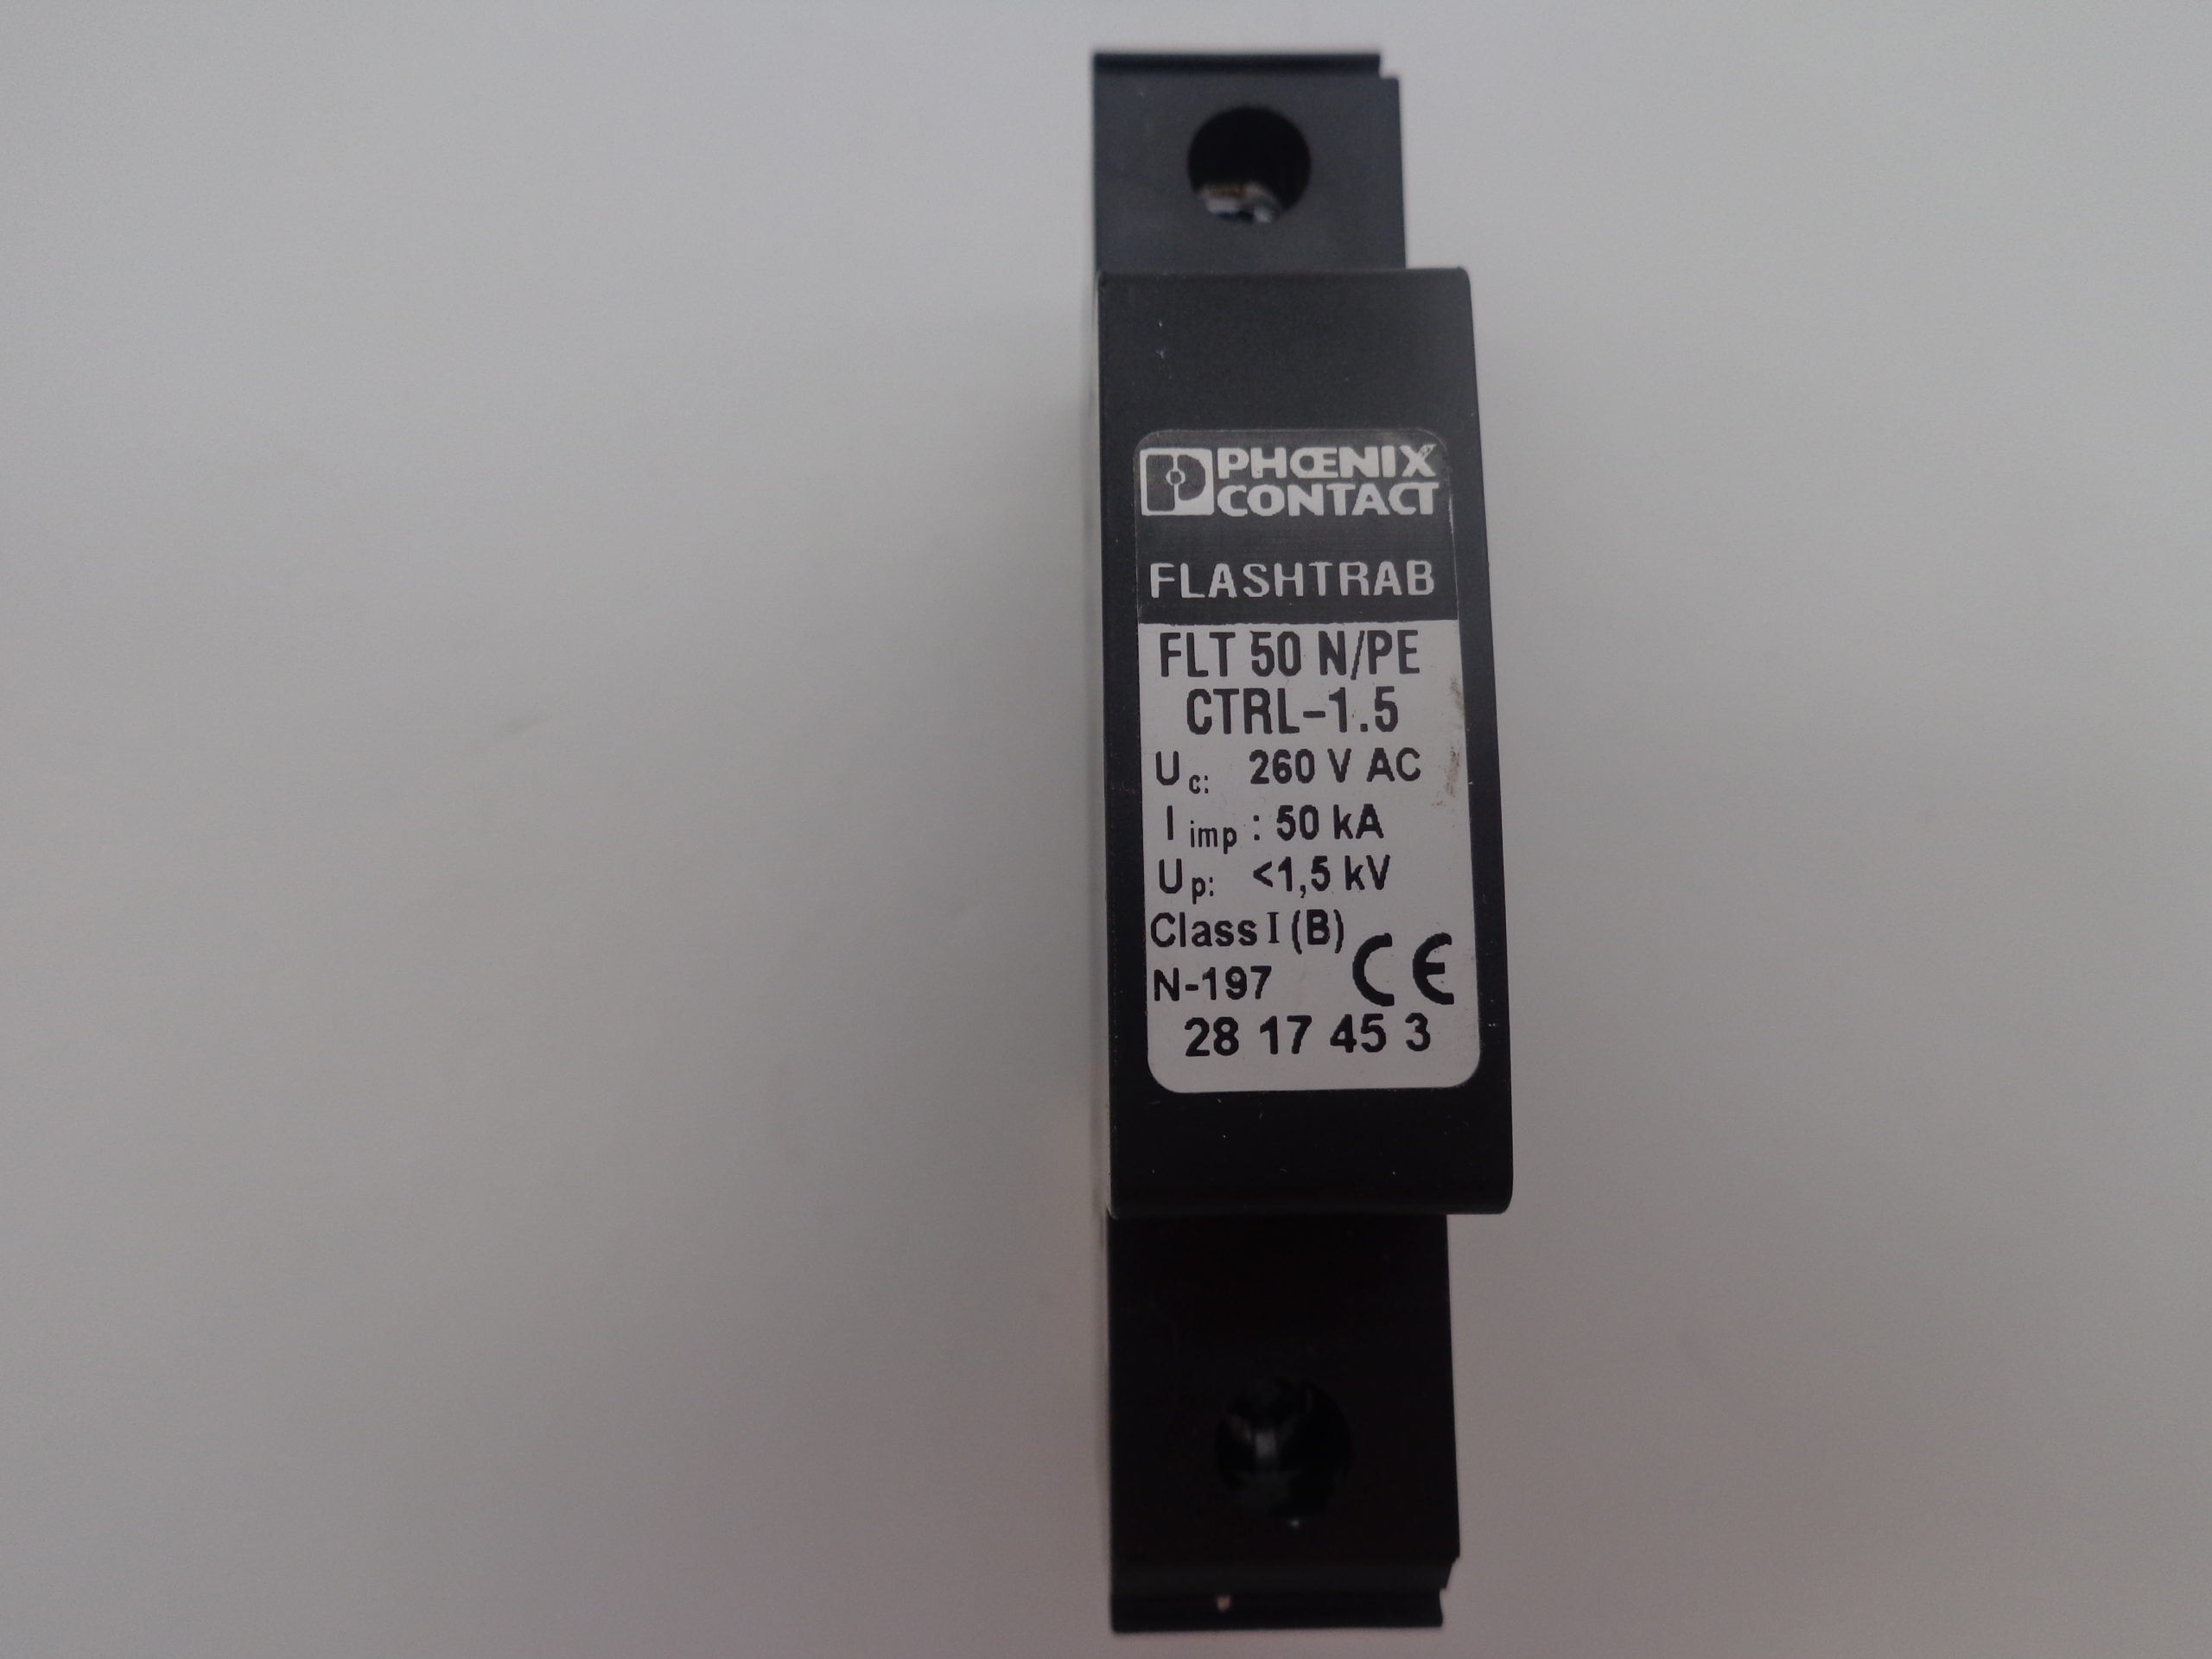 PHŒNIX
CONTACT
FLASHTRAB
FLT 50 N/PE
CTRL-1.5
Uc: 260 V AC
Iimp : 50 kA
Up: <1,5 kV
Class I (B)
N-197 CE
28 17 45 3